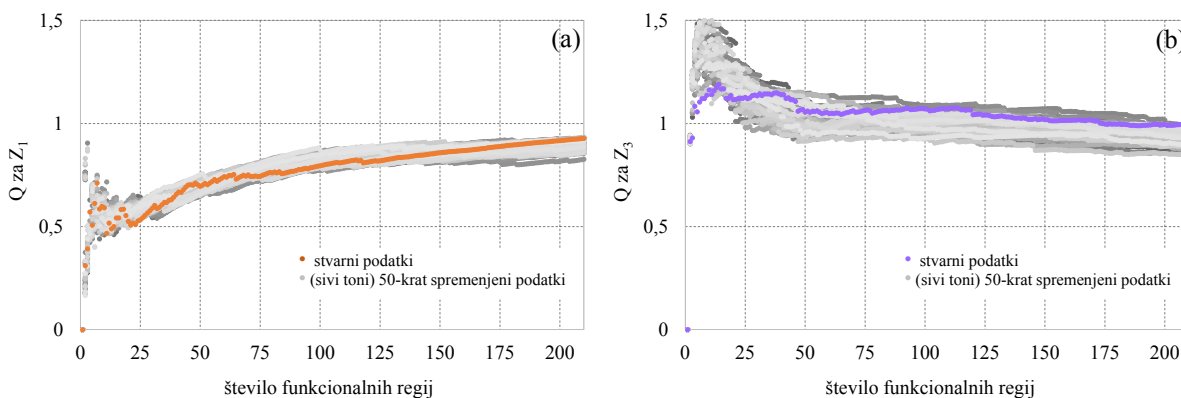 1,5
(a)
1
0,5
0
Q za Z₁
stvarni podatki
(sivi toni) 50-krat spremenjeni podatki
0 25 50 75 100 125 150 175 200
število funkcionalnih regij
1,5
(b)
1
0,5
0
Q za Z₃
stvarni podatki
(sivi toni) 50-krat spremenjeni podatki
0 25 50 75 100 125 150 175 200
število funkcionalnih regij